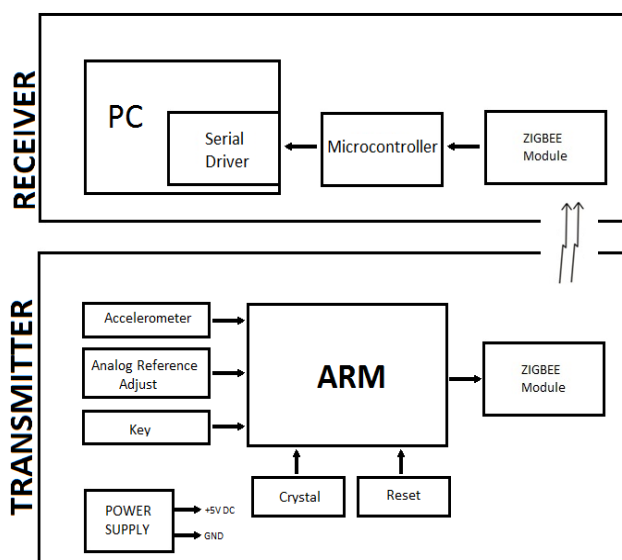 RECEIVER
PC
Serial
Driver
Microcontroller
ZIGBEE
Module
TRANSMITTER
Accelerometer
Analog Reference
Adjust
Key
ARM
ZIGBEE
Module
Crystal
Reset
POWER
SUPPLY
+5V DC
GND